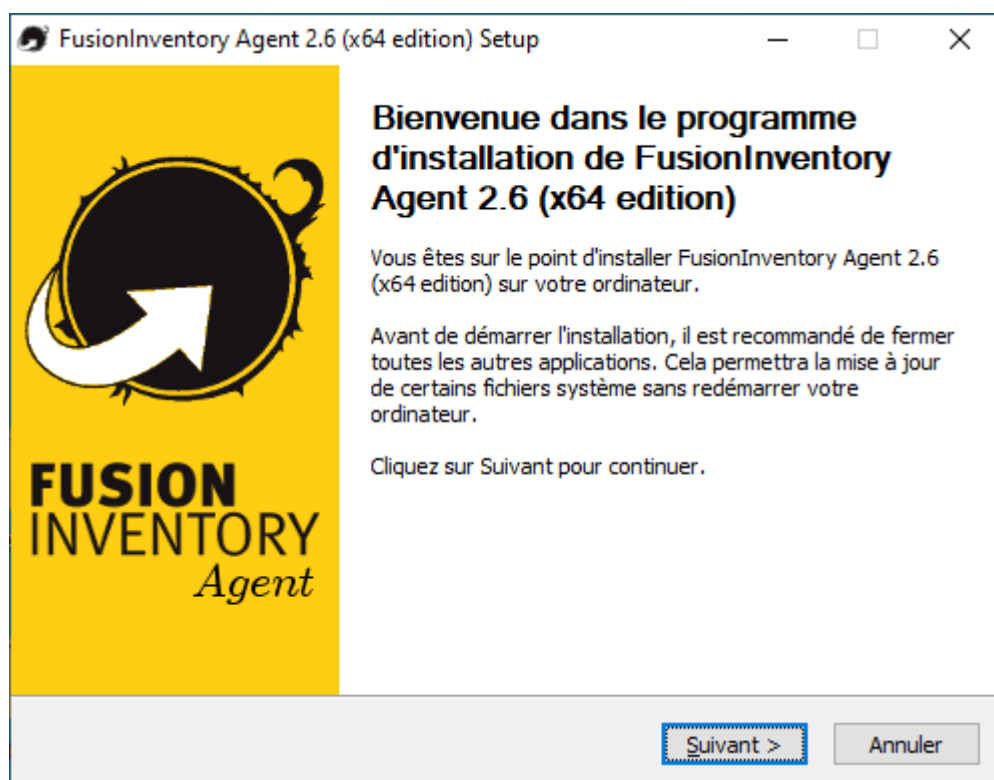 FusionInventory Agent 2.6 (x64 edition) Setup
Bienvenue dans le programme
d'installation de FusionInventory
Agent 2.6 (x64 edition)
Vous êtes sur le point d'installer FusionInventory Agent 2.6
(x64 edition) sur votre ordinateur.
Avant de démarrer l'installation, il est recommandé de fermer
toutes les autres applications. Cela permettra la mise à jour
de certains fichiers système sans redémarrer votre
ordinateur.
Cliquez sur Suivant pour continuer.
FUSION
INVENTORY
Agent
Suivant >
Annuler